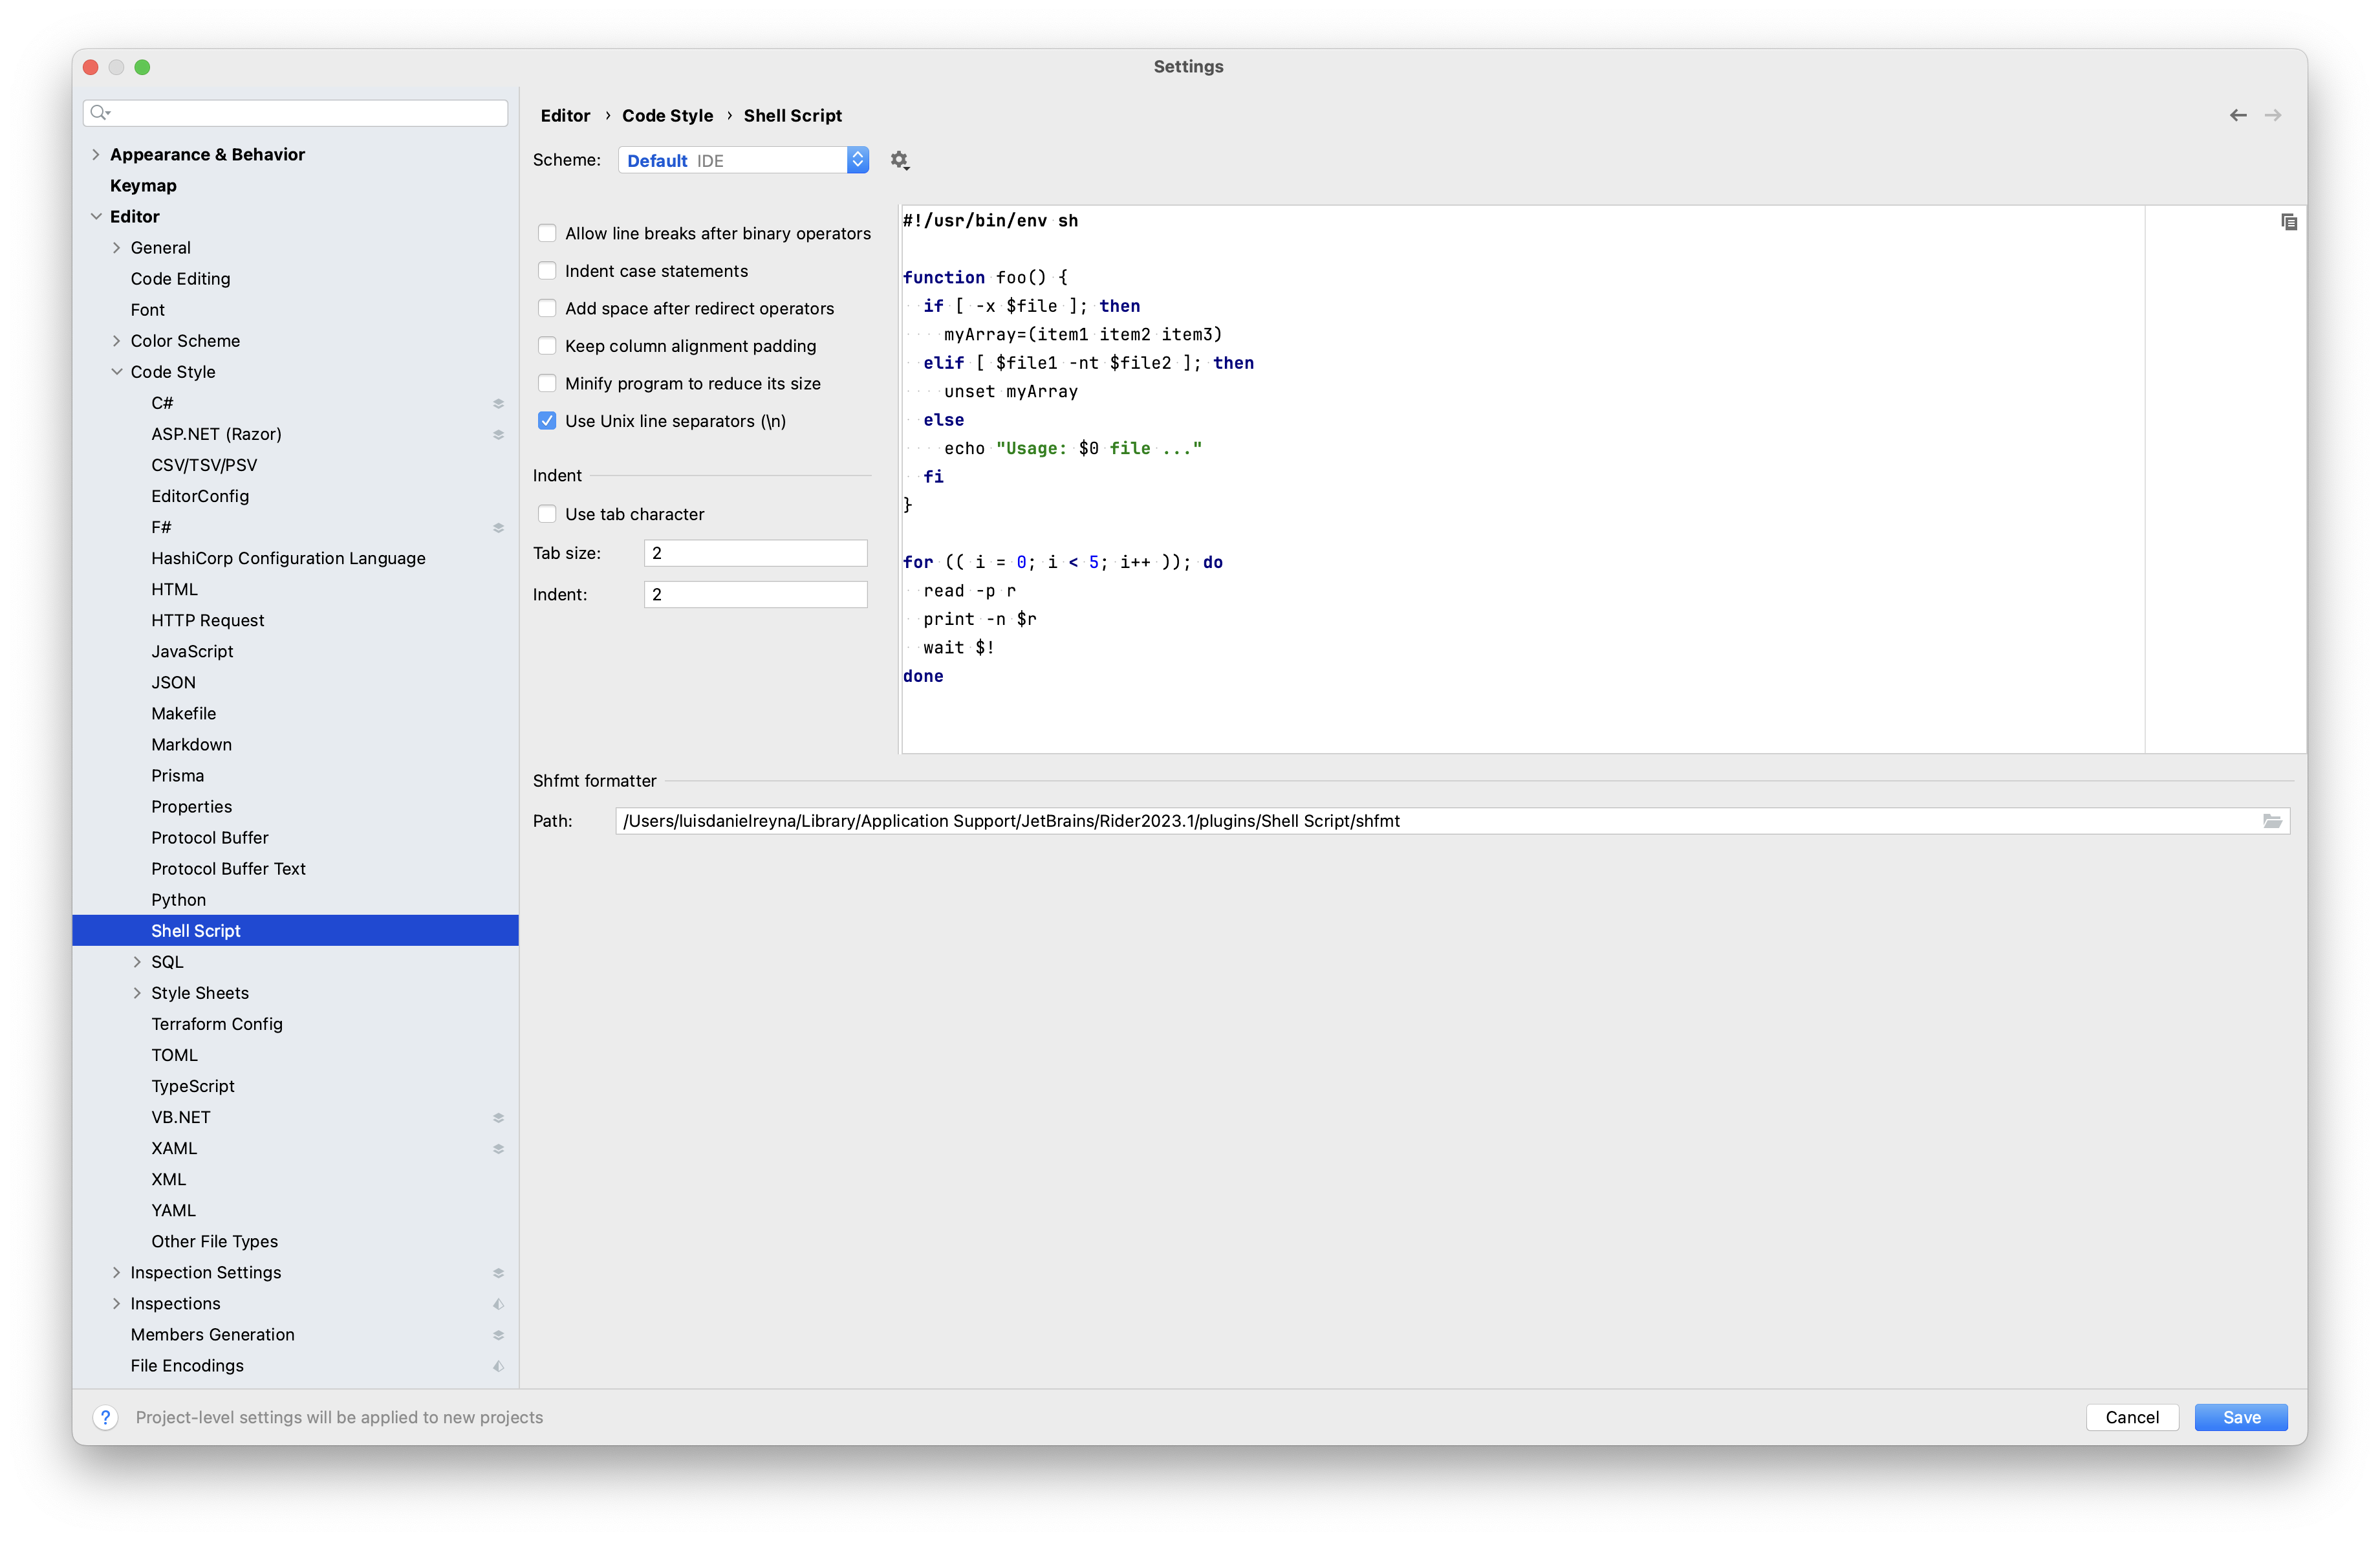 Settings
Appearance & Behavior
Keymap
Editor
General
Code Editing
Font
Color Scheme
Code Style
C#
ASP.NET (Razor)
CSV/TSV/PSV
EditorConfig
F#
HashiCorp Configuration Language
HTML
HTTP Request
JavaScript
JSON
Makefile
Markdown
Prisma
Properties
Protocol Buffer
Protocol Buffer Text
Python
Shell Script
SQL
Style Sheets
Terraform Config
TOML
TypeScript
VB.NET
XAML
XML
YAML
Other File Types
Inspection Settings
Inspections
Members Generation
File Encodings
Editor › Code Style › Shell Script
Scheme: Default IDE
Allow line breaks after binary operators
Indent case statements
Add space after redirect operators
Keep column alignment padding
Minify program to reduce its size
Use Unix line separators (\n)
Indent
Use tab character
Tab size: 2
Indent: 2
#!/usr/bin/env sh
function foo() {
  if [ -x $file ]; then
    myArray=(item1 item2 item3)
  elif [ $file1 -nt $file2 ]; then
    unset myArray
  else
    echo "Usage: $0 file ..."
  fi
}
for (( i = 0; i < 5; i++ )); do
  read -p r
  print -n $r
  wait $!
done
Shfmt formatter
Path: /Users/luisdanielreyna/Library/Application Support/JetBrains/Rider2023.1/plugins/Shell Script/shfmt
? Project-level settings will be applied to new projects
Cancel
Save